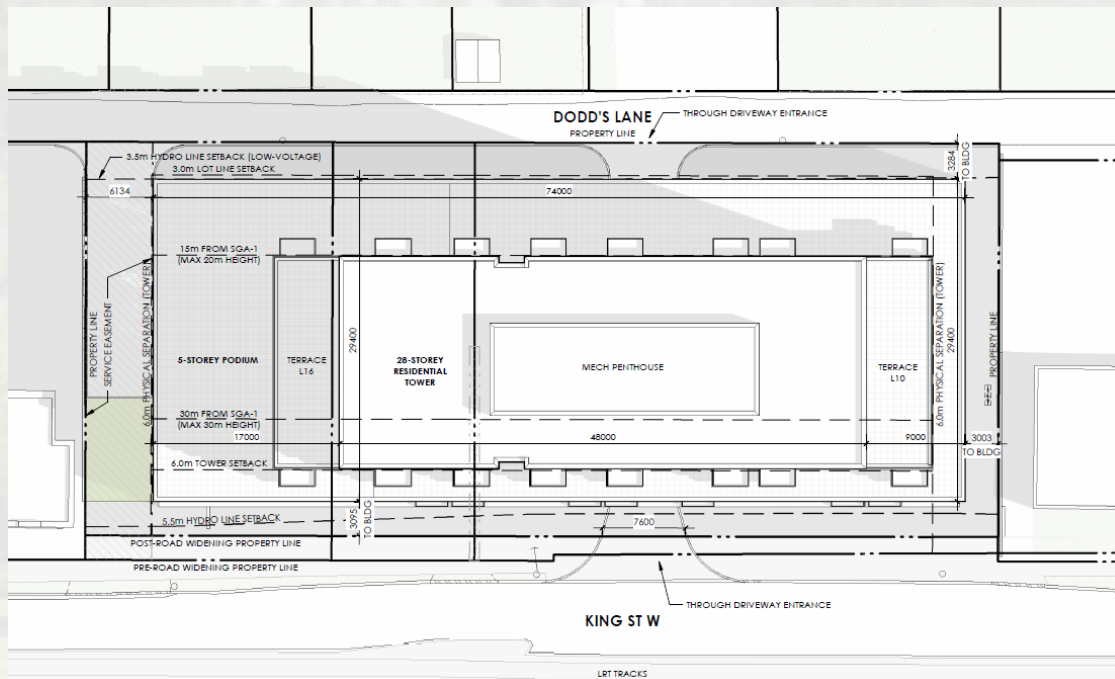 DODD'S LANE
THROUGH DRIVEWAY ENTRANCE
PROPERTY LINE
3.5m HYDRO LINE SETBACK (LOW-VOLTAGE)
3.0m LOT LINE SETBACK
3284
TO BLDG
6134
74000
15m FROM SGA-1
(MAX 20m HEIGHT)
PROPERTY LINE
SERVICE EASEMENT
6.0m PHYSICAL SEPARATION (TOWER)
5-STOREY PODIUM
TERRACE
L16
29400
28-STOREY
RESIDENTIAL
TOWER
MECH PENTHOUSE
TERRACE
L10
6.0m PHYSICAL SEPARATION (TOWER)
29400
PROPERTY LINE
30m FROM SGA-1
(MAX 30m HEIGHT)
17000
48000
9000
3003
TO BLDG
6.0m TOWER SETBACK
5.5m HYDRO LINE SETBACK
3095
TO BLDG
7600
POST-ROAD WIDENING PROPERTY LINE
PRE-ROAD WIDENING PROPERTY LINE
THROUGH DRIVEWAY ENTRANCE
KING ST W
LRT TRACKS